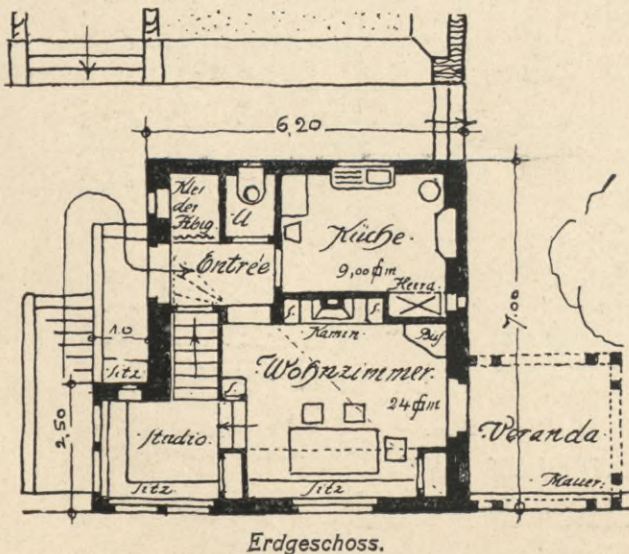 6,20
Kleider
Ablg.
Küche.
Entrée
9,00 qm
Herd
1.0
S.
S.
Kamin
Buf
7,00
Sitz
Wohnzimmer.
S.
24 qm
2,50
Studio.
Veranda
Sitz
Sitz
Mauer.
Erdgeschoss.